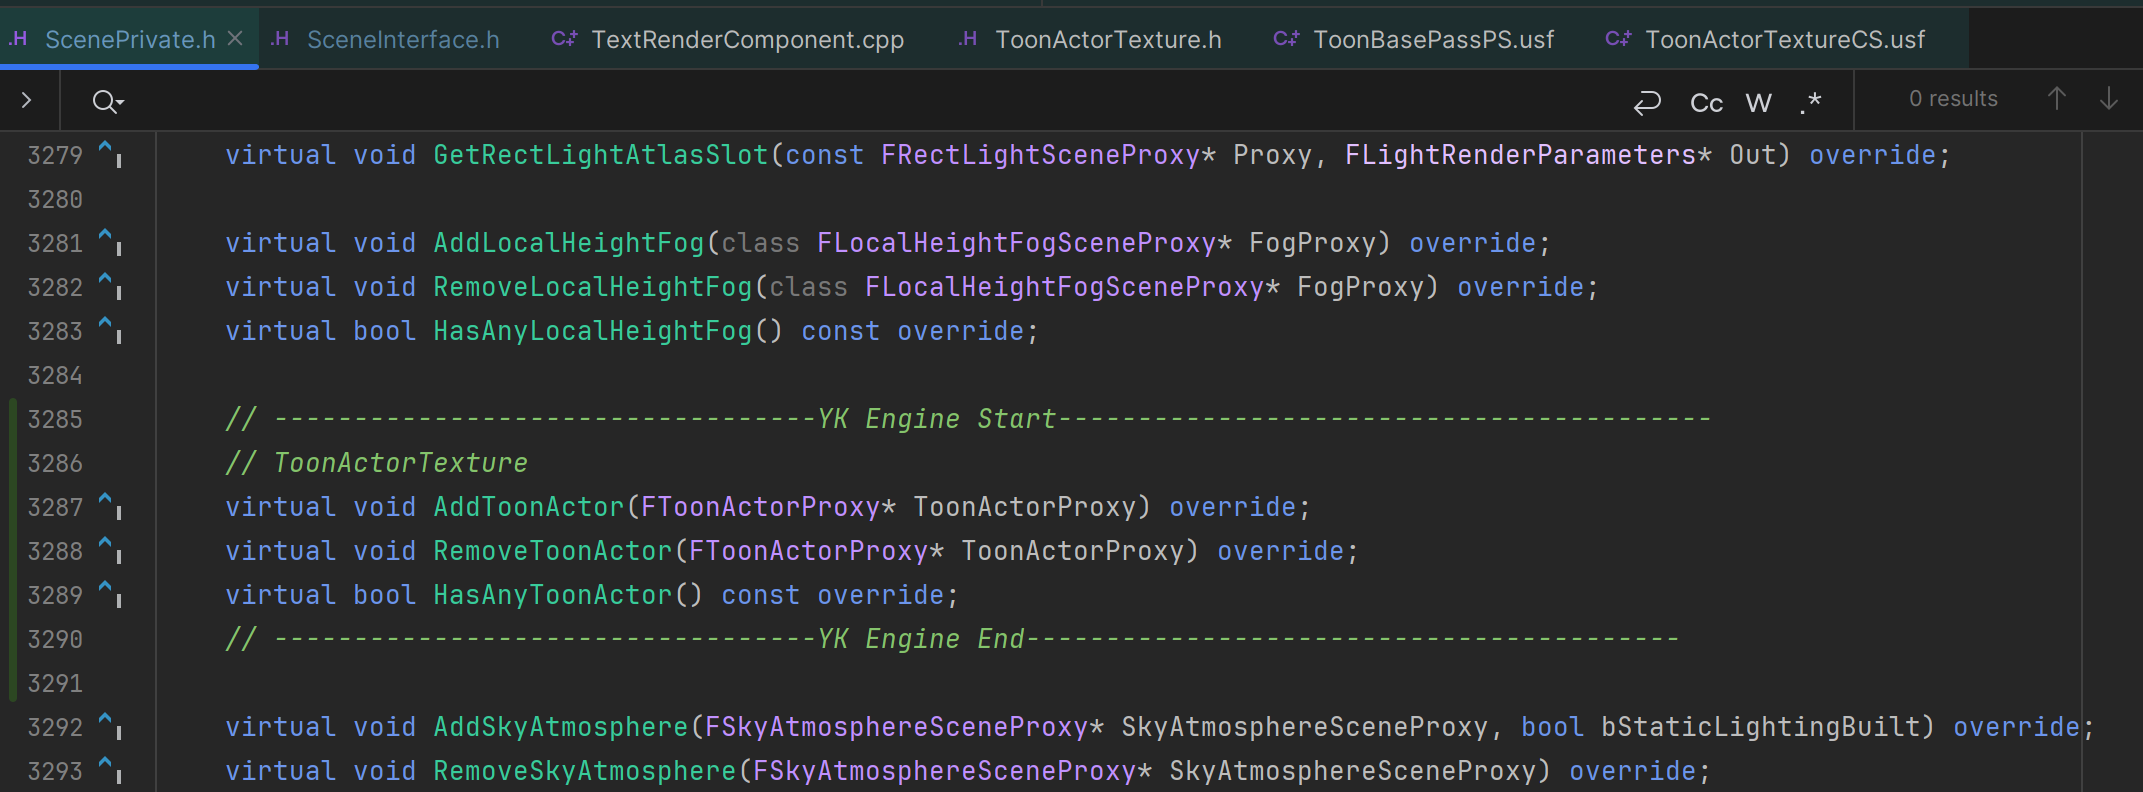 .H ScenePrivate.h × .H SceneInterface.h C++ TextRenderComponent.cpp .H ToonActorTexture.h C++ ToonBasePassPS.usf C++ ToonActorTextureCS.usf
Cc W .* 0 results
3279 virtual void GetRectLightAtlasSlot(const FRectLightSceneProxy* Proxy, FLightRenderParameters* Out) override;
3280
3281 virtual void AddLocalHeightFog(class FLocalHeightFogSceneProxy* FogProxy) override;
3282 virtual void RemoveLocalHeightFog(class FLocalHeightFogSceneProxy* FogProxy) override;
3283 virtual bool HasAnyLocalHeightFog() const override;
3284
3285 // ----------------------------------YK Engine Start-----------------------------------------
3286 // ToonActorTexture
3287 virtual void AddToonActor(FToonActorProxy* ToonActorProxy) override;
3288 virtual void RemoveToonActor(FToonActorProxy* ToonActorProxy) override;
3289 virtual bool HasAnyToonActor() const override;
3290 // ----------------------------------YK Engine End-----------------------------------------
3291
3292 virtual void AddSkyAtmosphere(FSkyAtmosphereSceneProxy* SkyAtmosphereSceneProxy, bool bStaticLightingBuilt) override;
3293 virtual void RemoveSkyAtmosphere(FSkyAtmosphereSceneProxy* SkyAtmosphereSceneProxy) override;